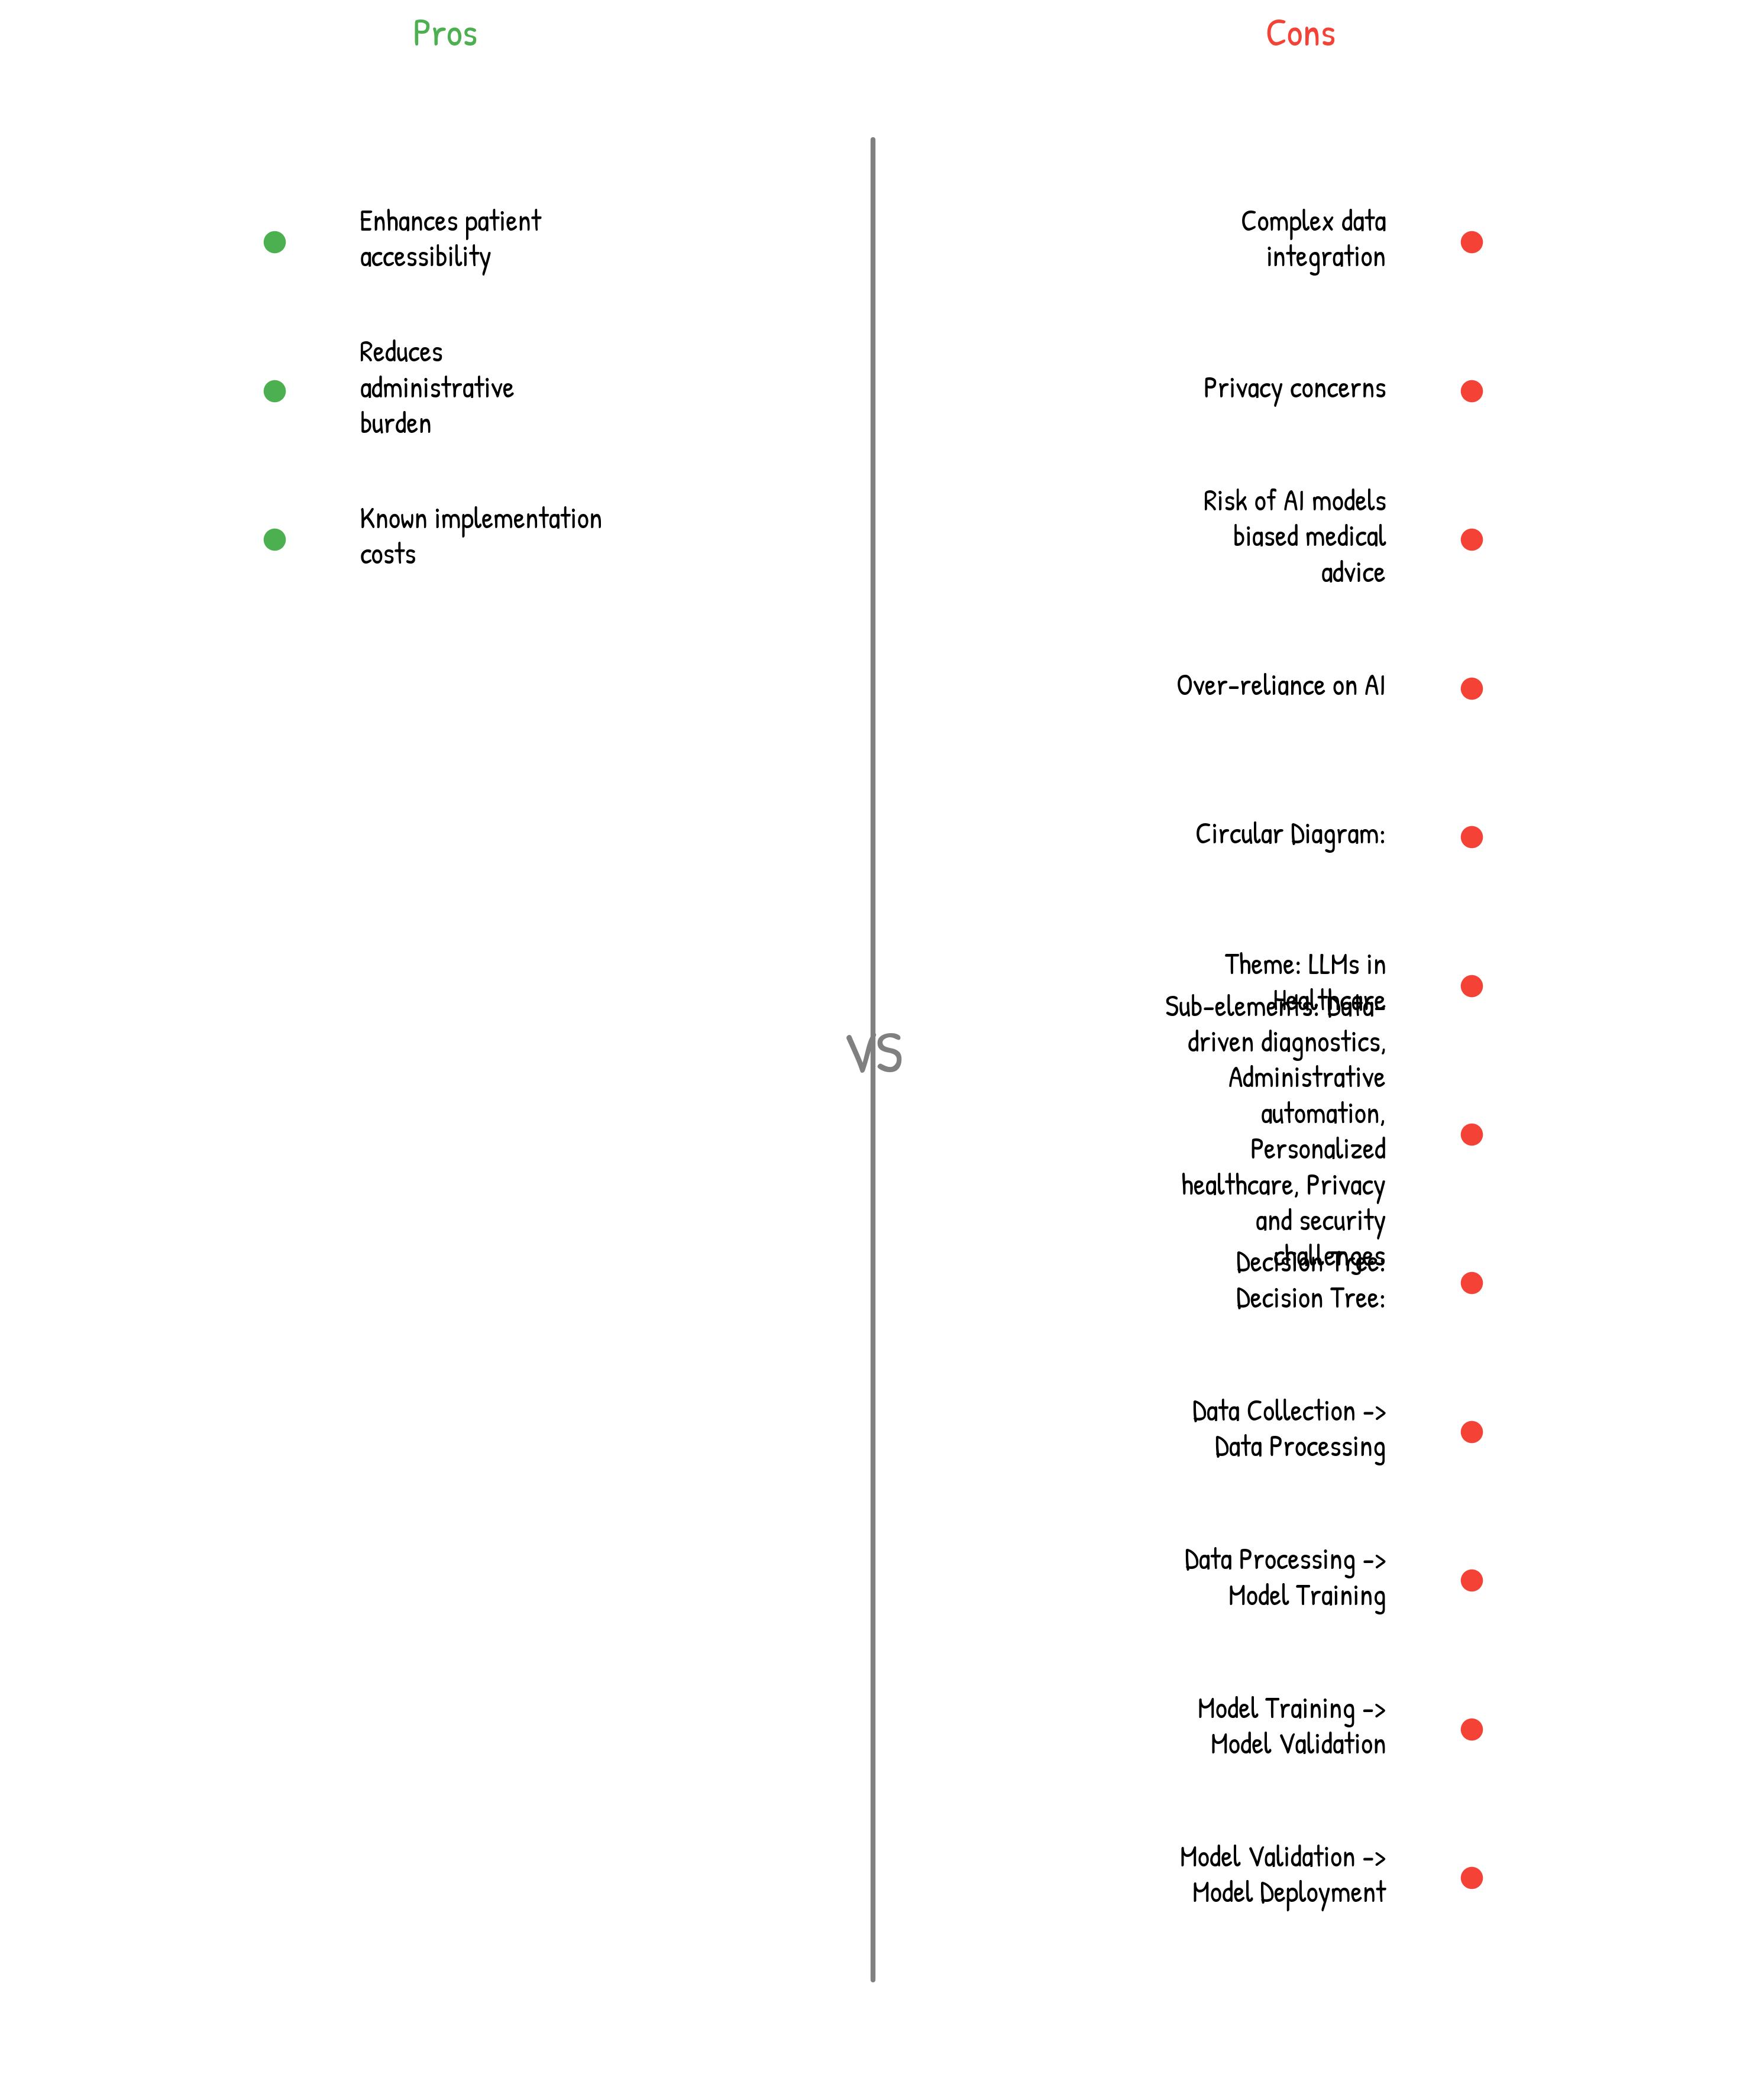 Pros
Cons
Enhances patient
accessibility
Reduces
administrative
burden
Known implementation
costs
VS
Complex data
integration
Privacy concerns
Risk of AI models
biased medical
advice
Over-reliance on AI
Circular Diagram:
Theme: LLMs in
Healthcare
Sub-elements: Data-
driven diagnostics,
Administrative
automation,
Personalized
healthcare, Privacy
and security
challenges
Decision Tree:
Decision Tree:
Data Collection ->
Data Processing
Data Processing ->
Model Training
Model Training ->
Model Validation
Model Validation ->
Model Deployment